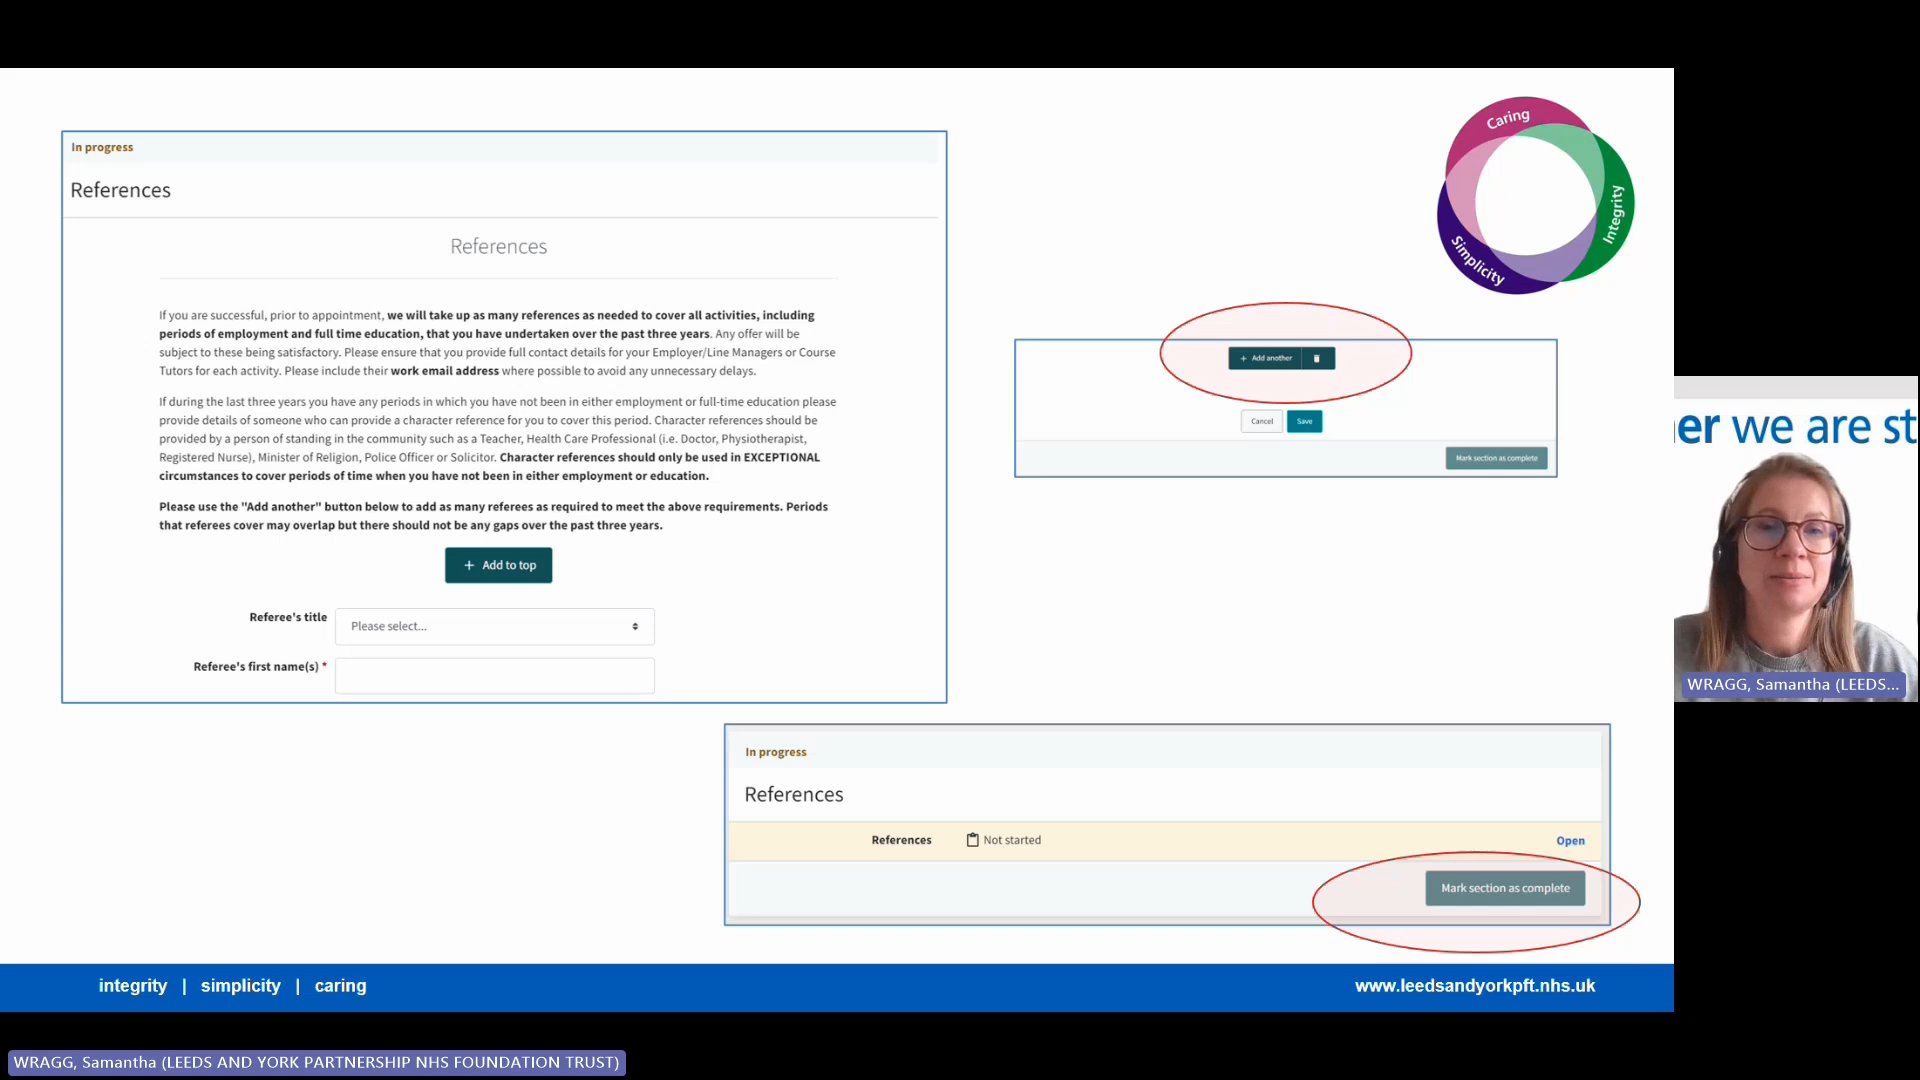 In progress
References
References
If you are successful, prior to appointment, we will take up as many references as needed to cover all activities, including
periods of employment and full time education, that you have undertaken over the past three years. Any offer will be
subject to these being satisfactory. Please ensure that you provide full contact details for your Employer/Line Managers or Course
Tutors for each activity. Please include their work email address where possible to avoid any unnecessary delays.
If during the last three years you have any periods in which you have not been in either employment or full-time education please
provide details of someone who can provide a character reference for you to cover this period. Character references should be
provided by a person of standing in the community such as a Teacher, Health Care Professional (i.e. Doctor, Physiotherapist,
Registered Nurse), Minister of Religion, Police Officer or Solicitor. Character references should only be used in EXCEPTIONAL
circumstances to cover periods of time when you have not been in either employment or education.
Please use the "Add another" button below to add as many referees as required to meet the above requirements. Periods
that referees cover may overlap but there should not be any gaps over the past three years.
+ Add to top
Referee's title
Please select...
Referee's first name(s) *
Caring
Integrity
Simplicity
+ Add another
Cancel
Save
Mark section as complete
we are
WRAGG, Samantha (LEEDS...
In progress
References
References
Not started
Open
Mark section as complete
integrity | simplicity | caring
www.leedsandyorkpft.nhs.uk
WRAGG, Samantha (LEEDS AND YORK PARTNERSHIP NHS FOUNDATION TRUST)